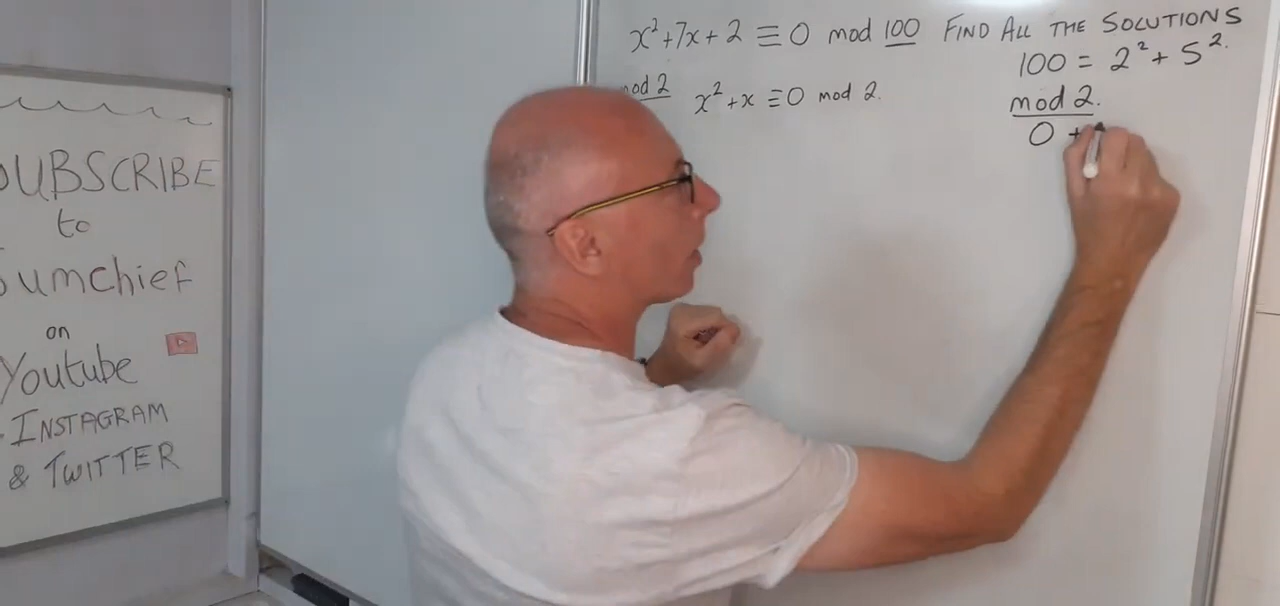 x²+7x+2 ≡ 0 mod 100 FIND ALL THE SOLUTIONS
100 = 2² + 5².
mod 2 x²+x ≡ 0 mod 2.
mod 2.
0 +
SUBSCRIBE
to
Sumchief
on
Youtube
INSTAGRAM
& TWITTER